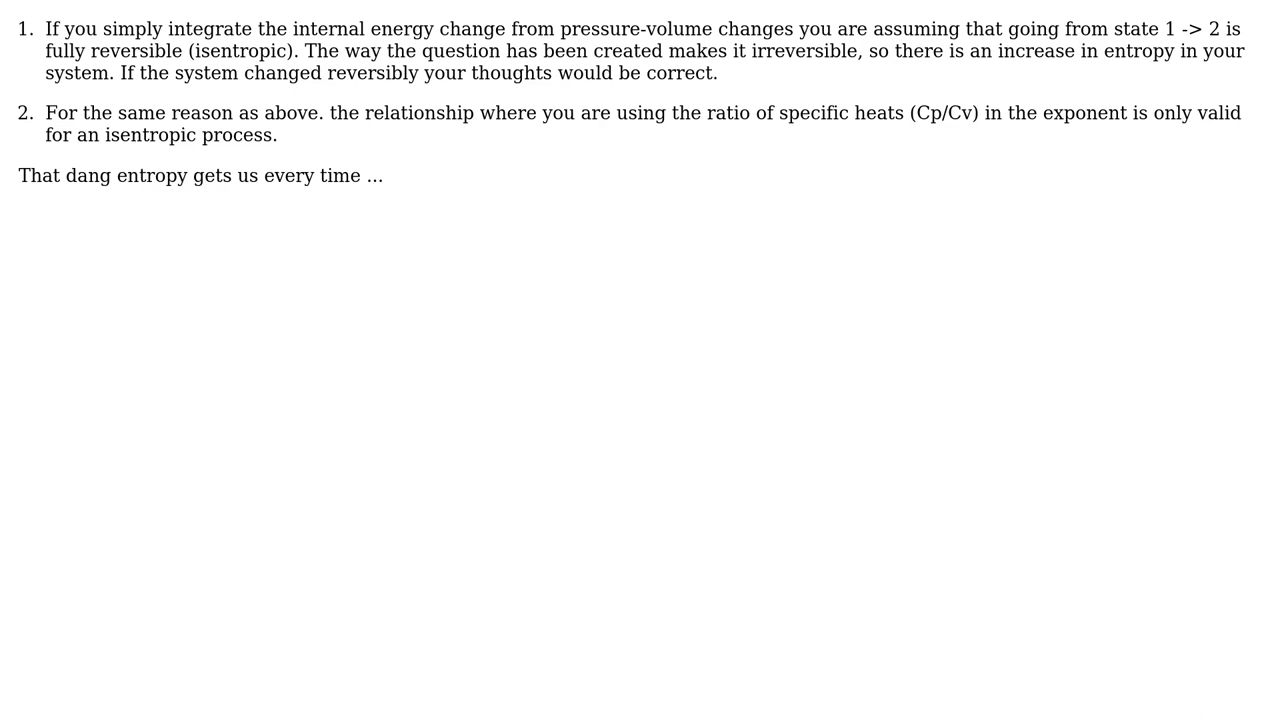 1. If you simply integrate the internal energy change from pressure-volume changes you are assuming that going from state 1 -> 2 is
fully reversible (isentropic). The way the question has been created makes it irreversible, so there is an increase in entropy in your
system. If the system changed reversibly your thoughts would be correct.
2. For the same reason as above. the relationship where you are using the ratio of specific heats (Cp/Cv) in the exponent is only valid
for an isentropic process.
That dang entropy gets us every time ...